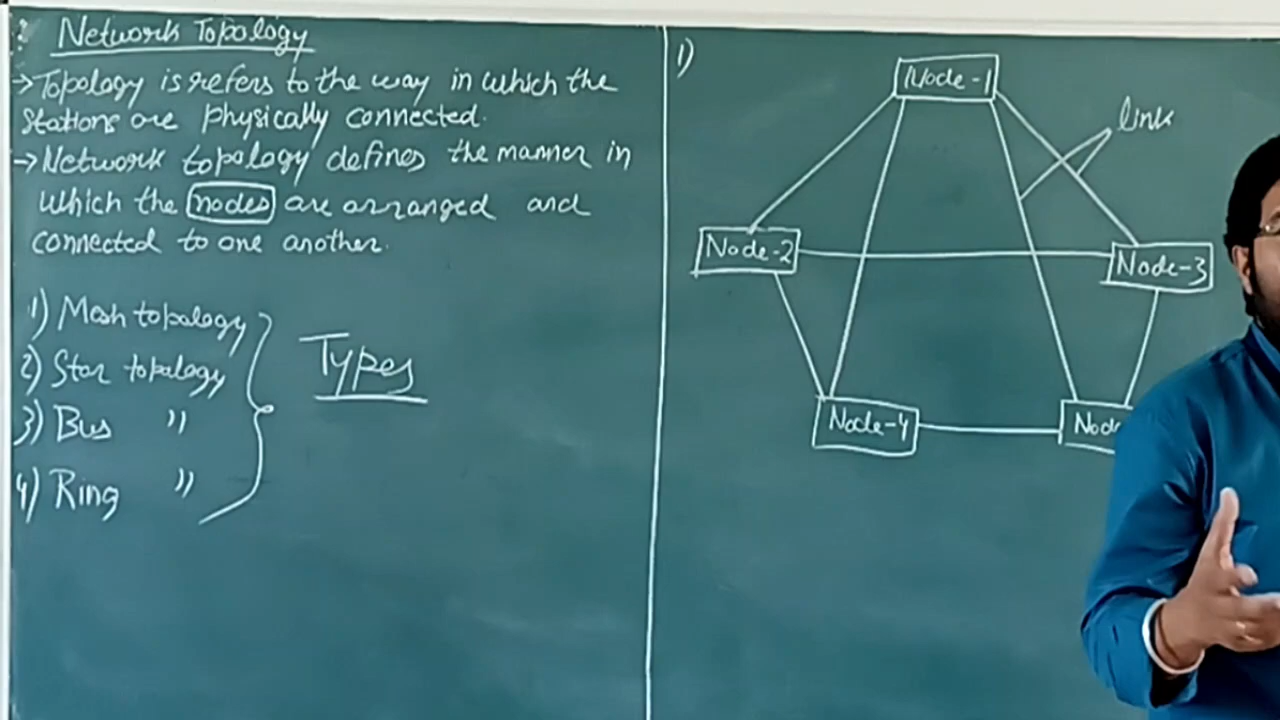 Network Topology
→ Topology is refers to the way in which the
stations are physically connected.
→ Network topology defines the manner in
which the nodes are arranged and
connected to one another.
1) Mesh topology
2) Star topology
3) Bus "
4) Ring "
Types
1)
Node-1
link
Node-2
Node-3
Node-4
Node